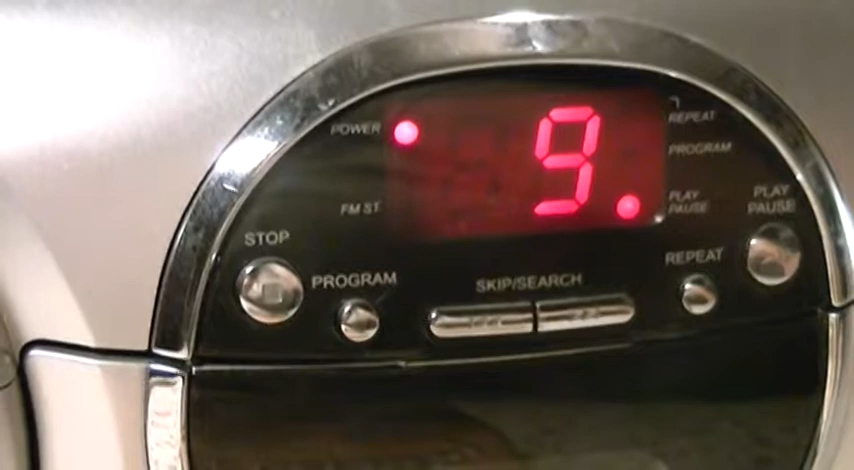 POWER
9.
REPEAT
PROGRAM
FM ST
PLAY
PAUSE
PLAY
PAUSE
STOP
PROGRAM
SKIP/SEARCH
REPEAT